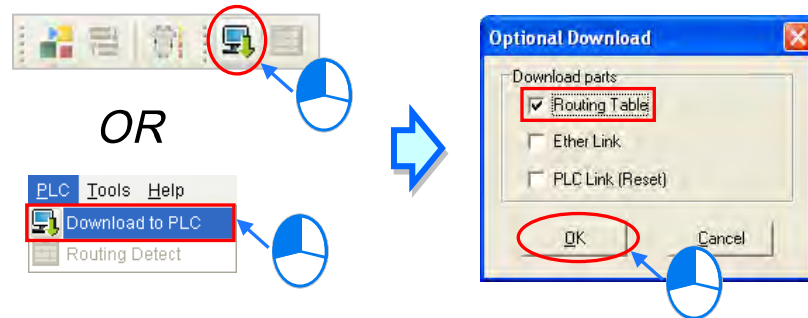 OR
PLC Tools Help
Download to PLC
Routing Detect
Optional Download
Download parts
Routing Table
Ether Link
PLC Link (Reset)
OK Cancel